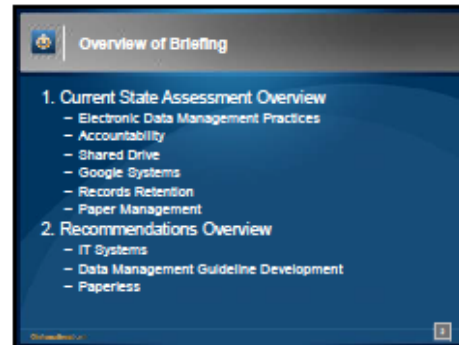 Overview of Briefing
1. Current State Assessment Overview
– Electronic Data Management Practices
– Accountability
– Shared Drive
– Google Systems
– Records Retention
– Paper Management
2. Recommendations Overview
– IT Systems
– Data Management Guideline Development
– Paperless